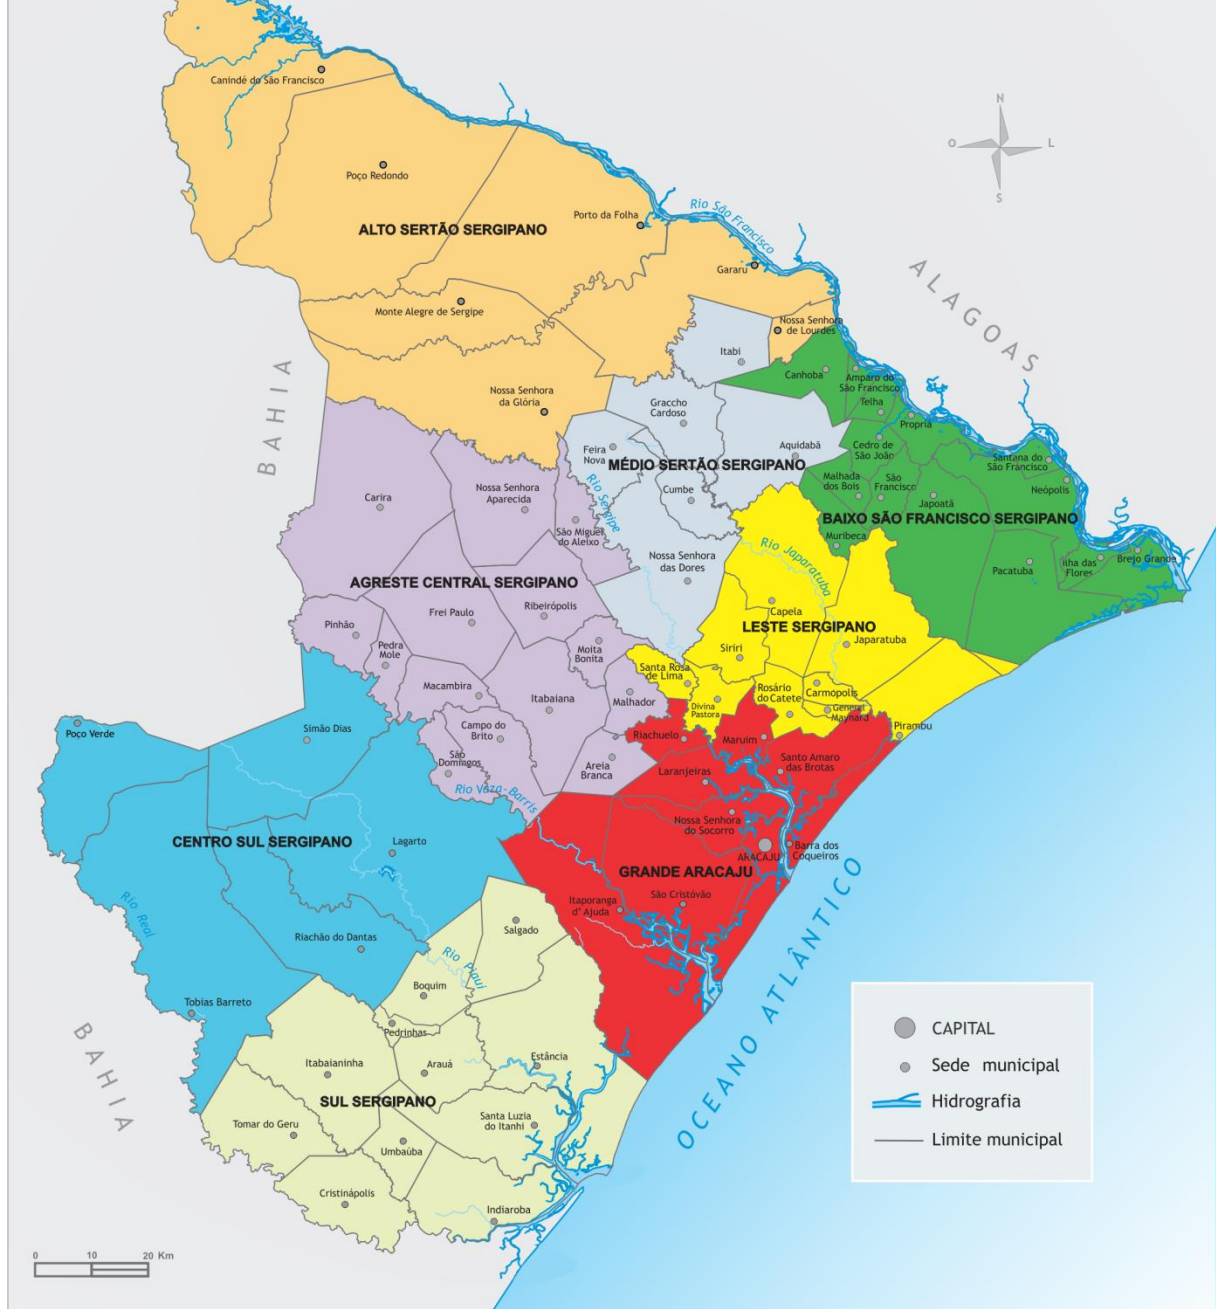 Canindé do São Francisco
Poço Redondo
ALTO SERTÃO SERGIPANO
Porto da Folha
Rio São Francisco
Gararu
Monte Alegre de Sergipe
Nossa Senhora
de Lourdes
Nossa Senhora
da Glória
N
O
L
S
ALAGOAS
BAHIA
Itabi
Graccho
Cardoso
Feira
Nova
Aquidabã
MÉDIO SERTÃO SERGIPANO
Cumbe
Rio Sergipe
Nossa Senhora
das Dores
Canhoba
Amparo do
São Francisco
Telha
Propria
Cedro de
São João
Santana do
São Francisco
Neópolis
Malhada
dos Bois
São
Francisco
Japoatã
BAIXO SÃO FRANCISCO SERGIPANO
Muribeca
Pacatuba
Ilha das
Flores
Brejo Grande
Carira
Nossa Senhora
Aparecida
São Miguel
do Aleixo
AGRESTE CENTRAL SERGIPANO
Ribeirópolis
Frei Paulo
Pinhão
Pedra
Mole
Moita
Bonita
Macambira
Itabaiana
Malhador
Campo do
Brito
São
Domingos
Areia
Branca
Rio Vaza-Barris
Rio Japaratuba
Capela
LESTE SERGIPANO
Japaratuba
Siriri
Santa Rosa
de Lima
Divina
Pastora
Rosário
do Catete
Carmópolis
General
Maynard
Pirambu
Riachuelo
Maruim
Santo Amaro
das Brotas
Laranjeiras
Nossa Senhora
do Socorro
ARACAJU
Barra dos
Coqueiros
GRANDE ARACAJU
Itaporanga
d' Ajuda
São Cristóvão
Poço Verde
Simão Dias
CENTRO SUL SERGIPANO
Lagarto
Rio Real
Riachão do Dantas
Tobias Barreto
BAHIA
Salgado
Rio Piauí
Boquim
Pedrinhas
Itabaianinha
Arauá
Estância
SUL SERGIPANO
Tomar do Geru
Santa Luzia
do Itanhi
Umbaúba
Cristinápolis
Indiaroba
OCEANO ATLÂNTICO
CAPITAL
Sede municipal
Hidrografia
Limite municipal
0 10 20 Km